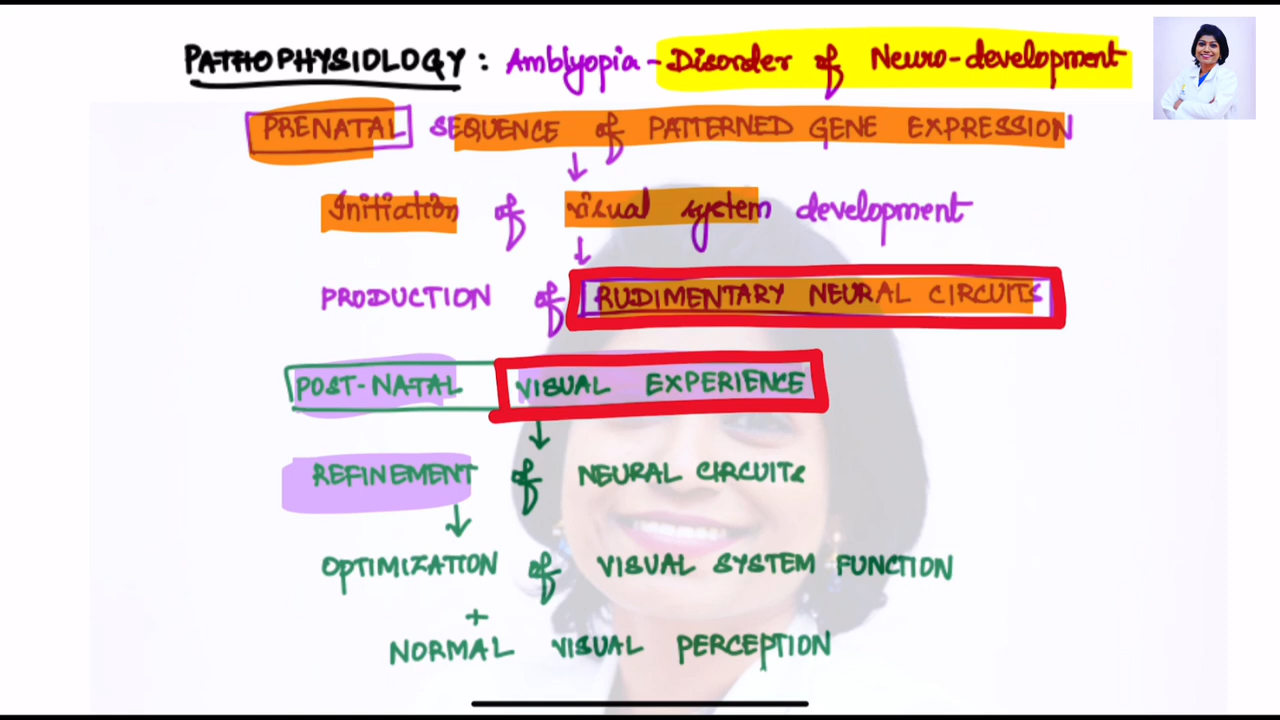 PATHOPHYSIOLOGY : Amblyopia - Disorder of Neuro-development
PRENATAL SEQUENCE of PATTERNED GENE EXPRESSION
↓
Initiation of visual system development
↓
PRODUCTION of RUDIMENTARY NEURAL CIRCUITS
POST-NATAL VISUAL EXPERIENCE
↓
REFINEMENT of NEURAL CIRCUITS
↓
OPTIMIZATION of VISUAL SYSTEM FUNCTION
+
NORMAL VISUAL PERCEPTION